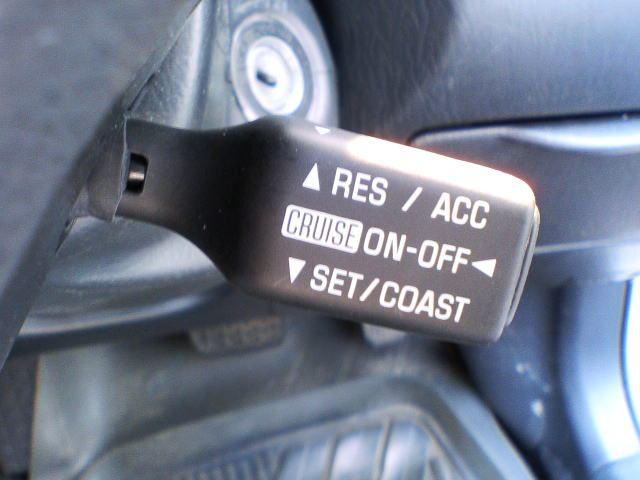 ▲ RES / ACC
CRUISE ON-OFF ◄
▼ SET/COAST